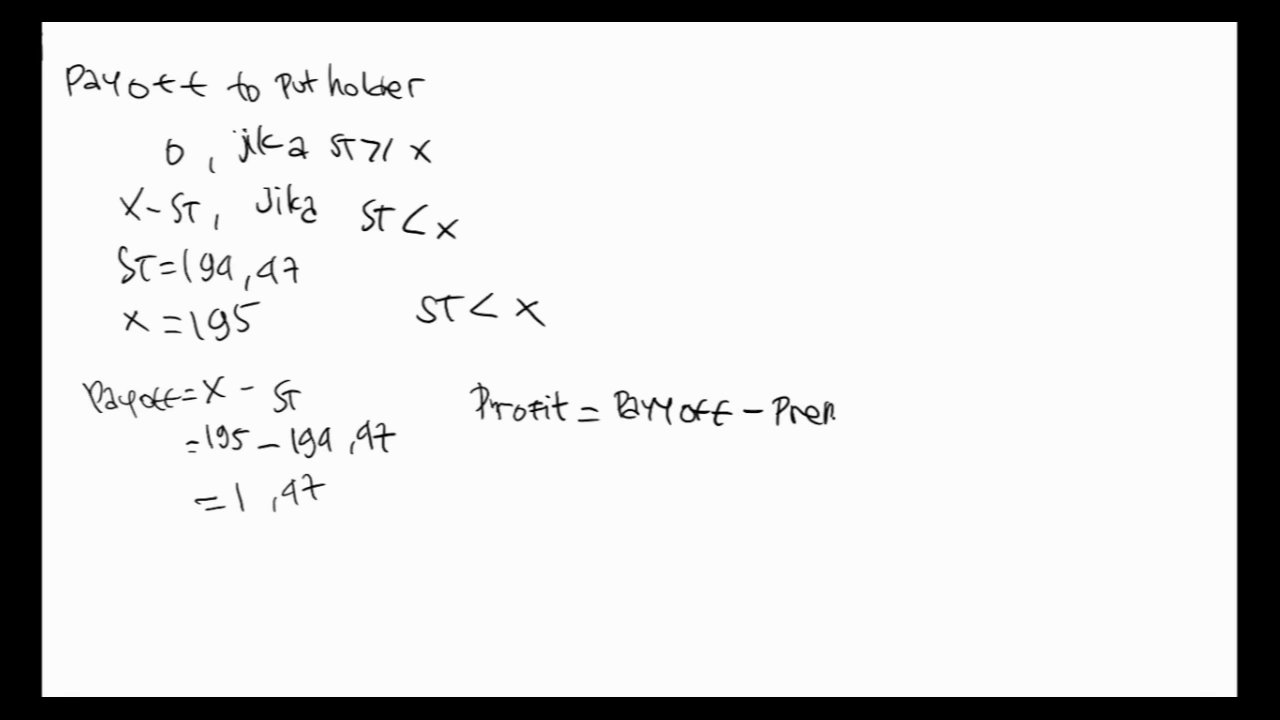 Payoff to Put holder
0, jika ST ≥ X
X - ST, Jika ST < X
ST = 194,47
X = 195
ST < X
Payoff = X - ST
= 195 - 194,47
= 1,47
Profit = Payyoff - Prem